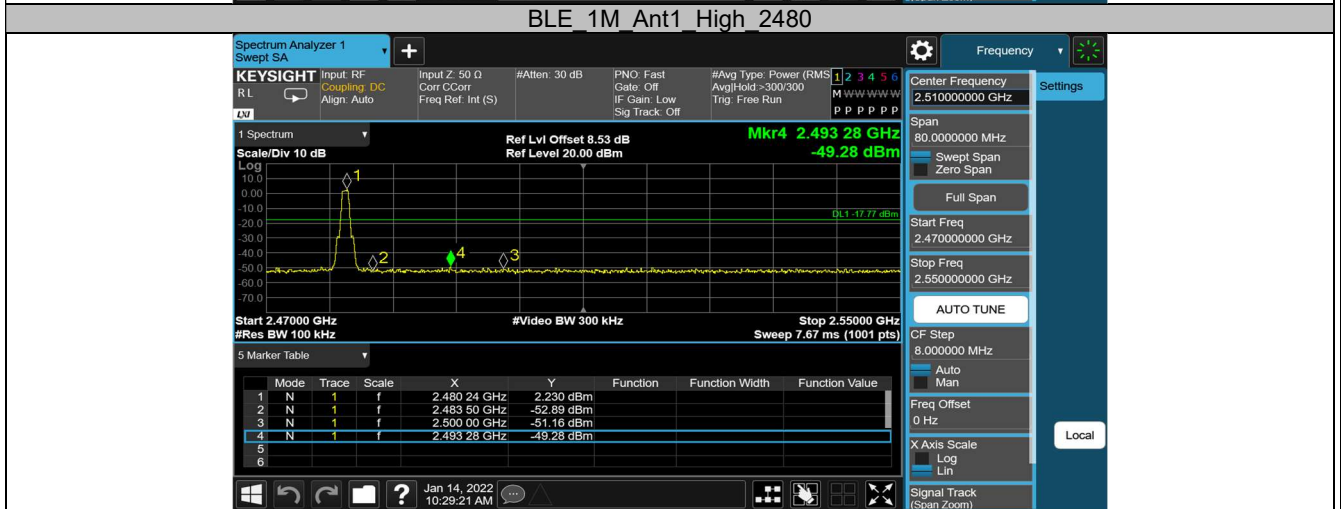 BLE_1M_Ant1_High_2480
Spectrum Analyzer 1
Swept SA
Frequency
KEYSIGHT
RL
LXI
Input: RF
Coupling: DC
Align: Auto
Input Z: 50 Ω
Corr CCorr
Freq Ref: Int (S)
#Atten: 30 dB
PNO: Fast
Gate: Off
IF Gain: Low
Sig Track: Off
#Avg Type: Power (RMS
Avg|Hold:>300/300
Trig: Free Run
1 2 3 4 5 6
M W W W W W
P P P P P P
1 Spectrum
Scale/Div 10 dB
Ref Lvl Offset 8.53 dB
Ref Level 20.00 dBm
Mkr4 2.493 28 GHz
-49.28 dBm
Log
10.0
0.00
-10.0
-20.0
-30.0
-40.0
-50.0
-60.0
-70.0
1
2
4
3
DL1 -17.77 dBm
Start 2.47000 GHz
#Video BW 300 kHz
Stop 2.55000 GHz
#Res BW 100 kHz
Sweep 7.67 ms (1001 pts)
5 Marker Table
Mode Trace Scale X Y Function Function Width Function Value
1 N 1 f 2.480 24 GHz 2.230 dBm
2 N 1 f 2.483 50 GHz -52.89 dBm
3 N 1 f 2.500 00 GHz -51.16 dBm
4 N 1 f 2.493 28 GHz -49.28 dBm
5
6
Jan 14, 2022
10:29:21 AM
Center Frequency
2.510000000 GHz
Settings
Span
80.0000000 MHz
Swept Span
Zero Span
Full Span
Start Freq
2.470000000 GHz
Stop Freq
2.550000000 GHz
AUTO TUNE
CF Step
8.000000 MHz
Auto
Man
Freq Offset
0 Hz
Local
X Axis Scale
Log
Lin
Signal Track
(Span Zoom)